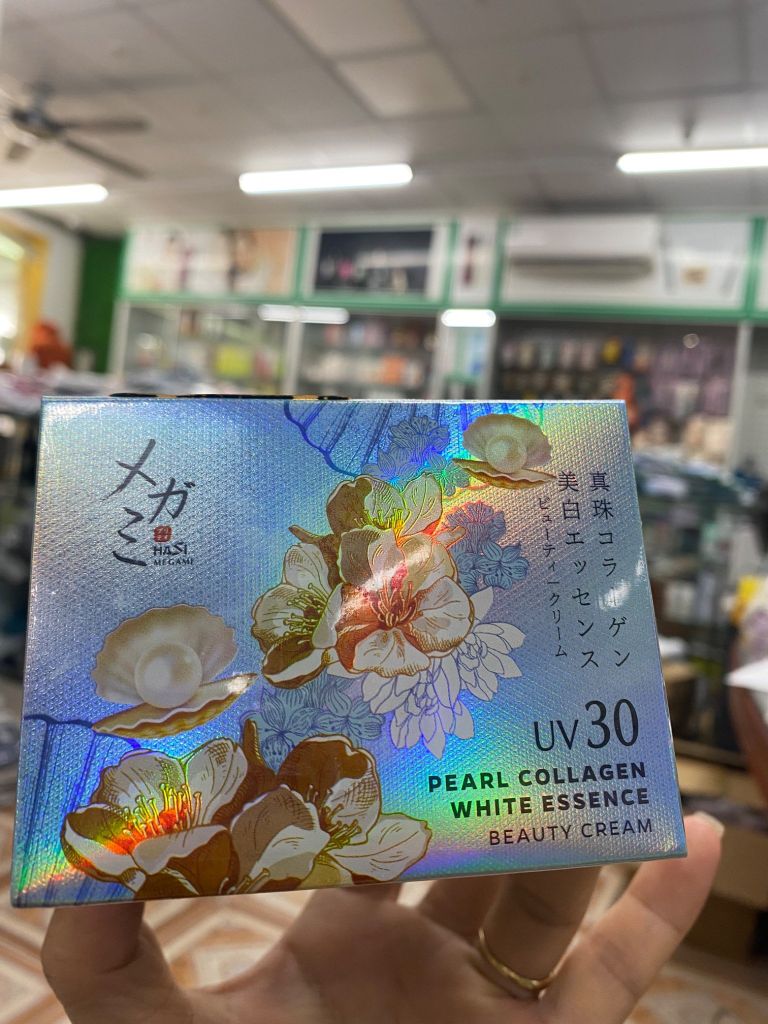 メガミ
HASI
MEGAMI
真珠コラーゲン
美白エッセンス
ビューティークリーム
UV30
PEARL COLLAGEN
WHITE ESSENCE
BEAUTY CREAM